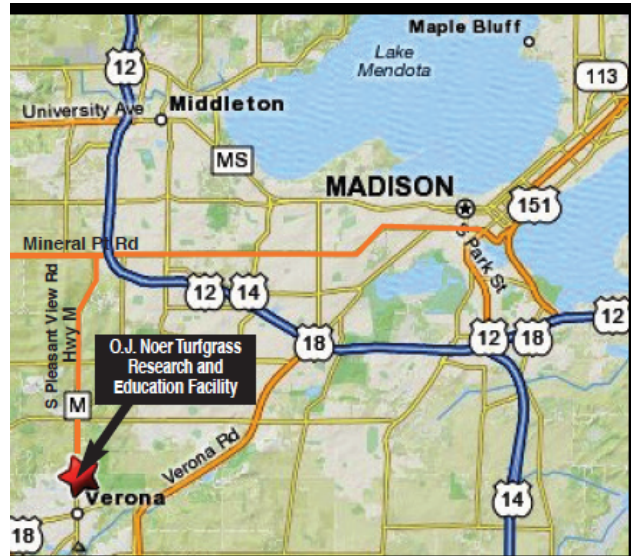 Maple Bluff
Lake
Mendota
12
113
University Ave
Middleton
MS
MADISON
151
Mineral Pt Rd
S Park St
S Pleasant View Rd
Hwy M
12
14
12
18
12
18
12
O.J. Noer Turfgrass
Research and
Education Facility
M
Verona Rd
Verona
14
18